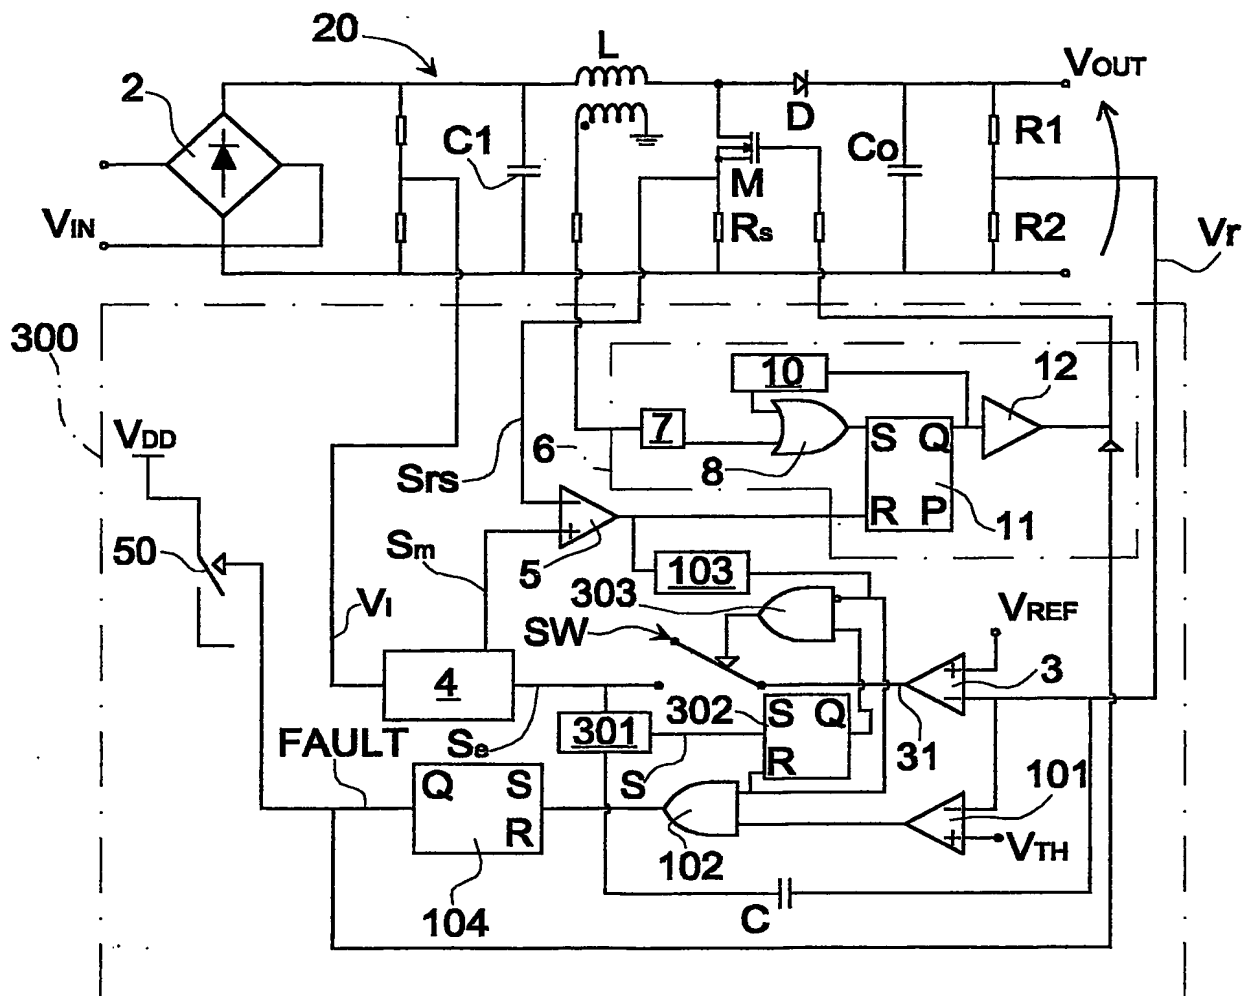 20
L
VOUT
2
C1
D
Co
R1
M
VIN
Rs
R2
Vr
300
10
12
VDD
7
S Q
6
8
Srs
R P
11
Sm
5
50
103
303
VI
SW
VREF
4
3
302
S Q
301
FAULT
Se
R
31
S
101
Q S
R
102
VTH
104
C